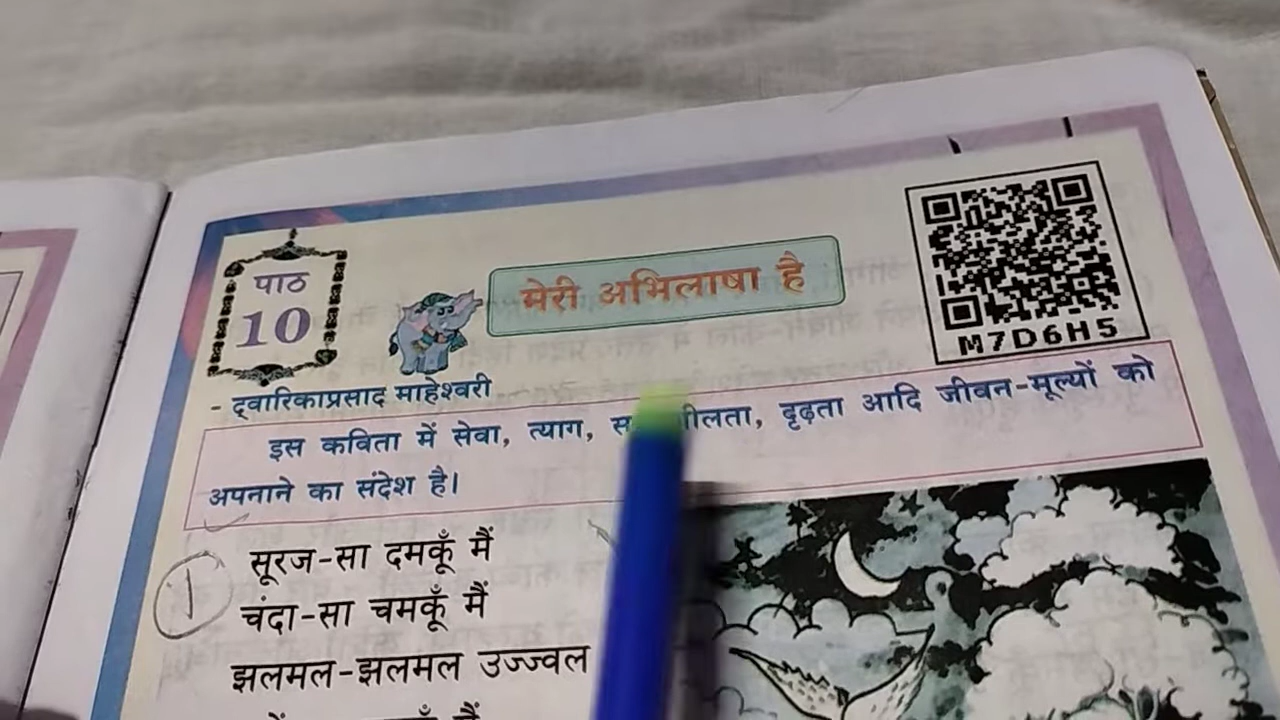 पाठ
10
मेरी अभिलाषा है
M7D6H5
- द्वारिकाप्रसाद माहेश्वरी
इस कविता में सेवा, त्याग, दृढ़ता आदि जीवन-मूल्यों को
अपनाने का संदेश है।
1
सूरज-सा दमकूँ मैं
चंदा-सा चमकूँ मैं
झलमल-झलमल उज्ज्वल
मैं